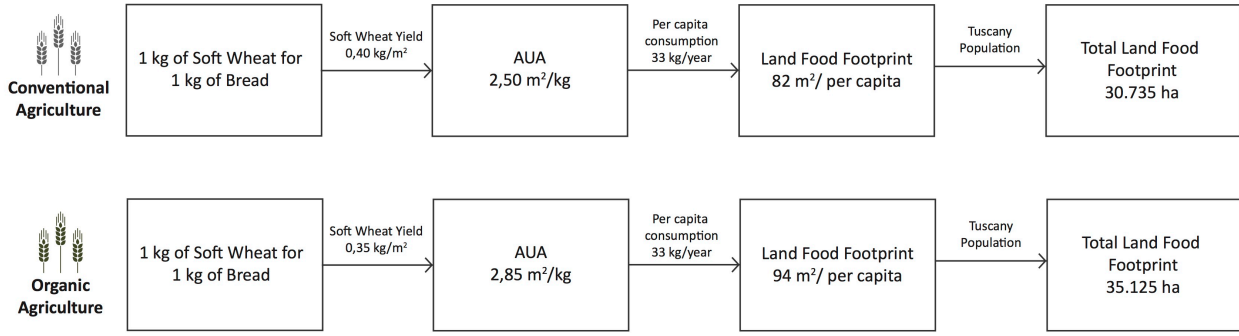 Conventional
Agriculture
1 kg of Soft Wheat for
1 kg of Bread
Soft Wheat Yield
0,40 kg/m²
AUA
2,50 m²/kg
Per capita
consumption
33 kg/year
Land Food Footprint
82 m²/ per capita
Tuscany
Population
Total Land Food
Footprint
30.735 ha
Organic
Agriculture
1 kg of Soft Wheat for
1 kg of Bread
Soft Wheat Yield
0,35 kg/m²
AUA
2,85 m²/kg
Per capita
consumption
33 kg/year
Land Food Footprint
94 m²/ per capita
Tuscany
Population
Total Land Food
Footprint
35.125 ha